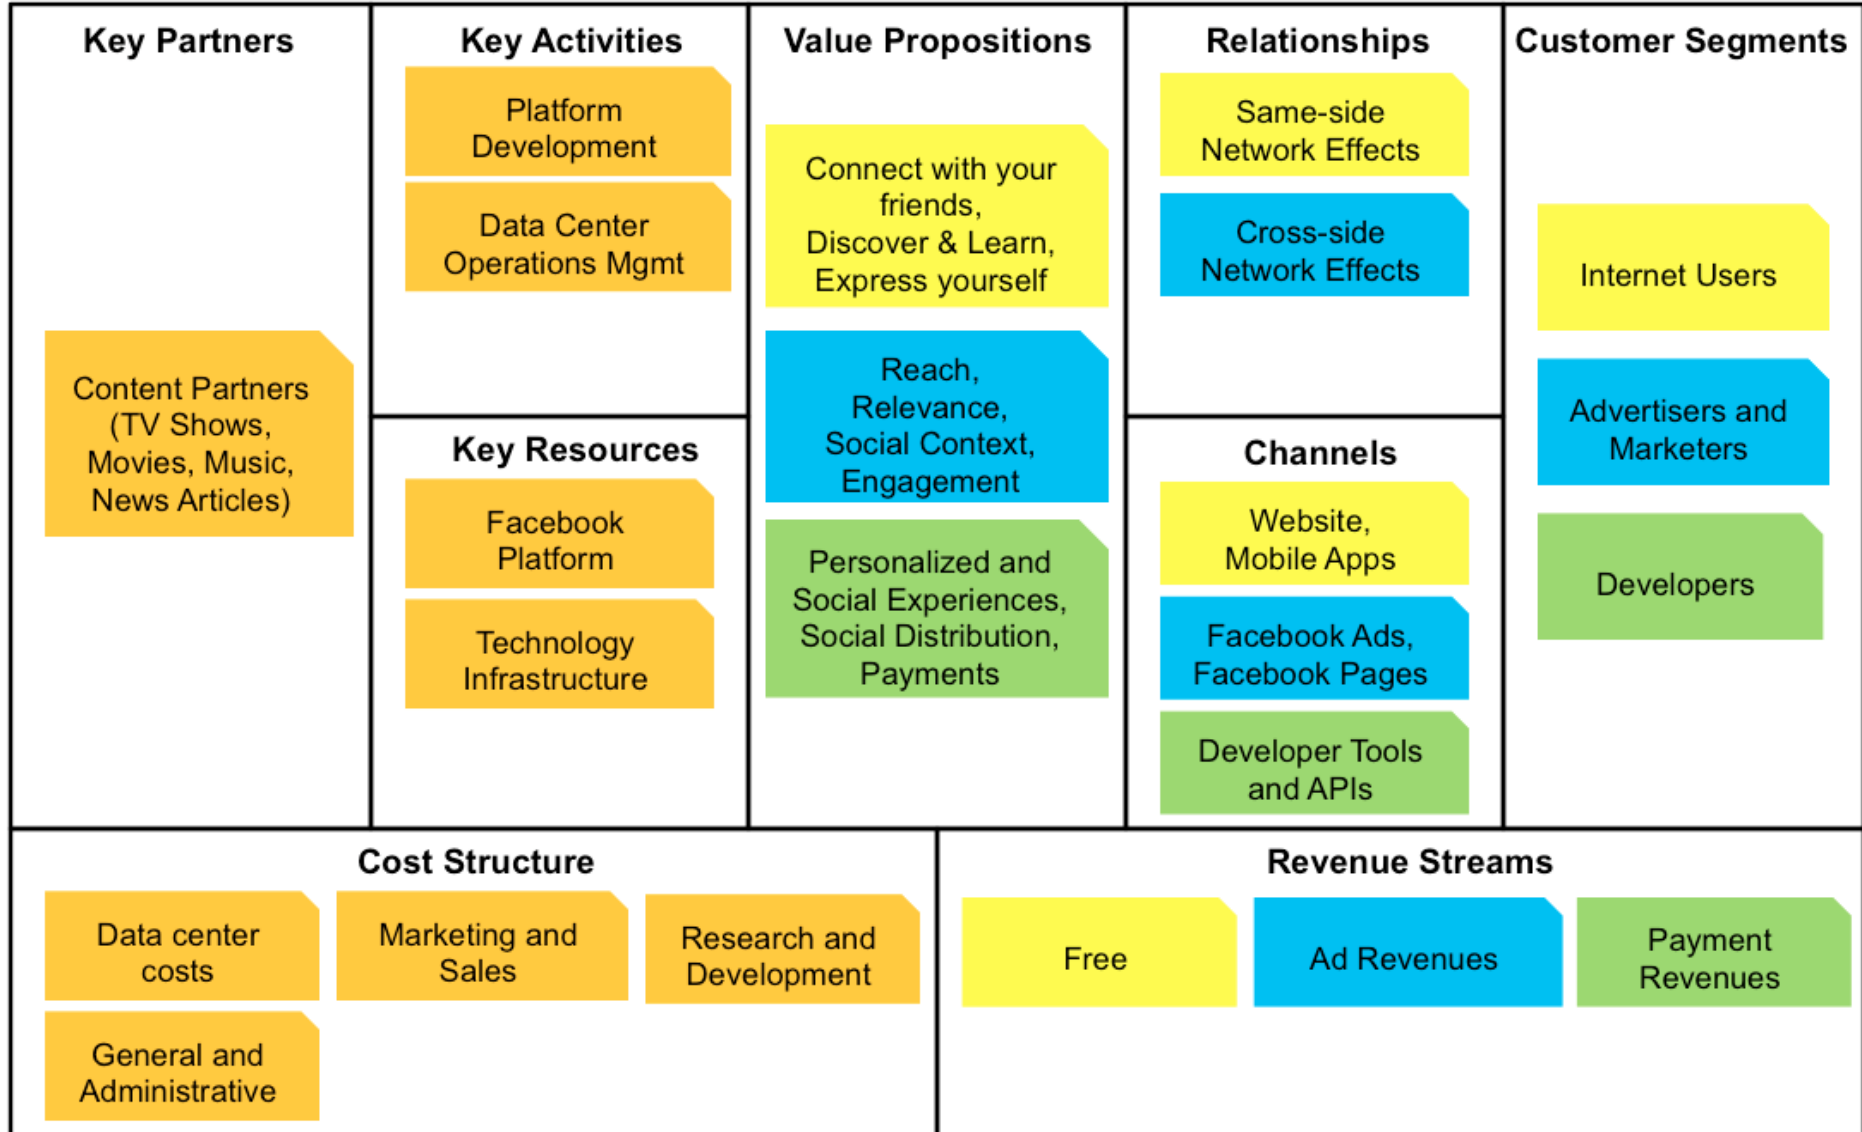 Key Partners
Content Partners
(TV Shows,
Movies, Music,
News Articles)
Key Activities
Platform
Development
Data Center
Operations Mgmt
Key Resources
Facebook
Platform
Technology
Infrastructure
Value Propositions
Connect with your
friends,
Discover & Learn,
Express yourself
Reach,
Relevance,
Social Context,
Engagement
Personalized and
Social Experiences,
Social Distribution,
Payments
Relationships
Same-side
Network Effects
Cross-side
Network Effects
Channels
Website,
Mobile Apps
Facebook Ads,
Facebook Pages
Developer Tools
and APIs
Customer Segments
Internet Users
Advertisers and
Marketers
Developers
Cost Structure
Data center
costs
Marketing and
Sales
Research and
Development
General and
Administrative
Revenue Streams
Free
Ad Revenues
Payment
Revenues